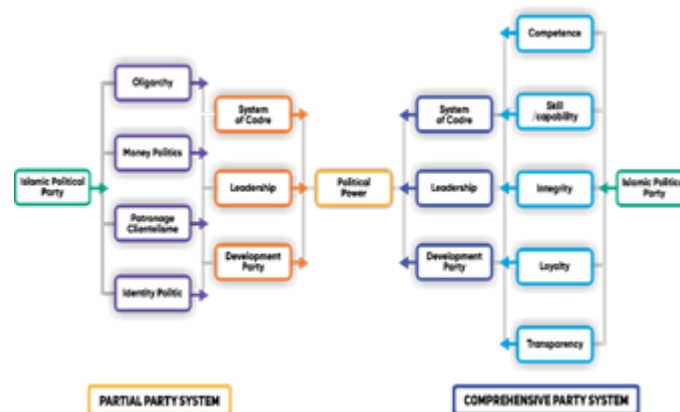 Oligarchy
Money Politics
Patronage
Clientelisme
Identity Politic
Islamic Political
Party
System
of Cadre
Leadership
Development
Party
Political
Power
System
of Cadre
Leadership
Development
Party
Competence
Skill
/capability
Integrity
Loyalty
Transparency
Islamic Political
Party
PARTIAL PARTY SYSTEM
COMPREHENSIVE PARTY SYSTEM